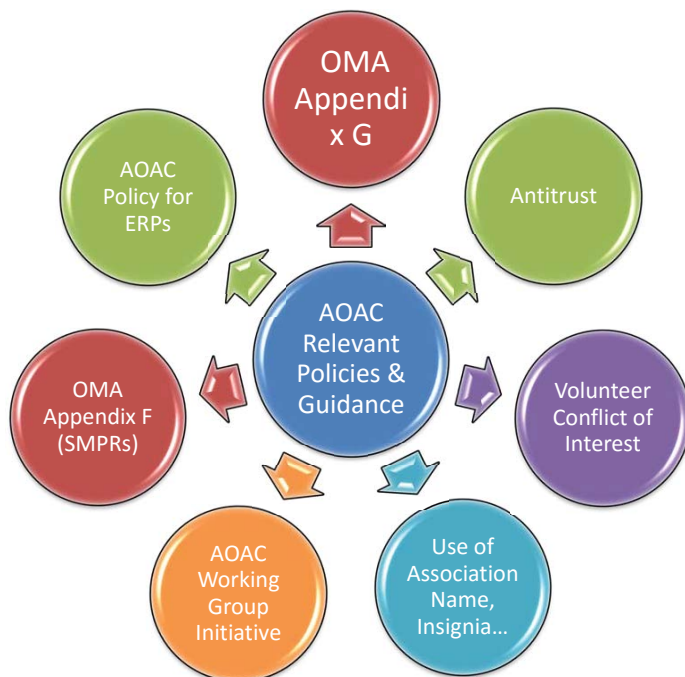 OMA
Appendi
x G
AOAC
Policy for
ERPs
Antitrust
AOAC
Relevant
Policies &
Guidance
OMA
Appendix F
(SMPRs)
Volunteer
Conflict of
Interest
AOAC
Working
Group
Initiative
Use of
Association
Name,
Insignia…